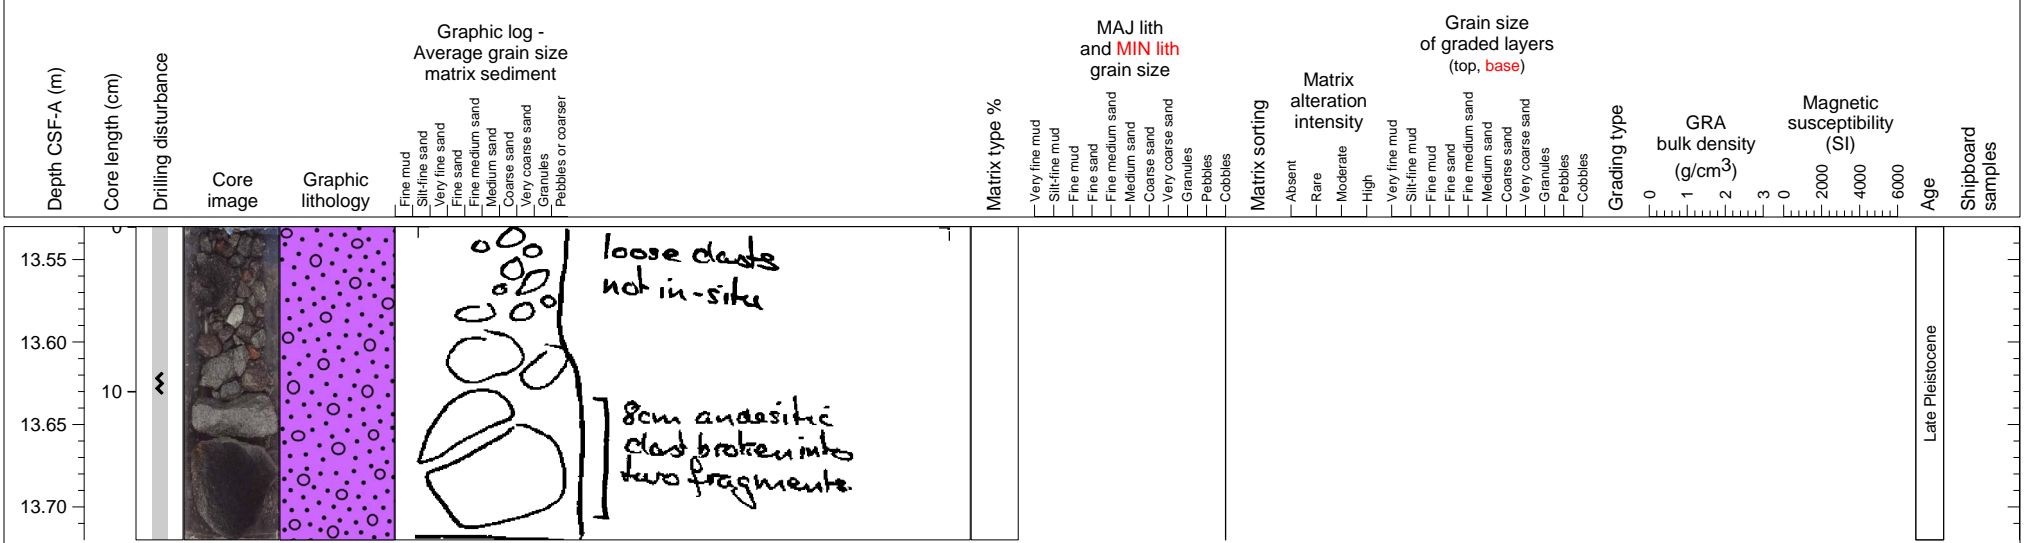 Depth CSF-A (m)
Core length (cm)
Drilling disturbance
Core
image
Graphic
lithology
Graphic log -
Average grain size
matrix sediment
Fine mud
Silt-fine sand
Very fine sand
Fine sand
Fine medium sand
Medium sand
Coarse sand
Very coarse sand
Granules
Pebbles or coarser
Matrix type %
MAJ lith
and MIN lith
grain size
Very fine mud
Silt-fine mud
Fine mud
Fine sand
Fine medium sand
Medium sand
Coarse sand
Very coarse sand
Granules
Pebbles
Cobbles
Matrix sorting
Matrix
alteration
intensity
Absent
Rare
Moderate
High
Grain size
of graded layers
(top, base)
Very fine mud
Silt-fine mud
Fine mud
Fine sand
Fine medium sand
Medium sand
Coarse sand
Very coarse sand
Granules
Pebbles
Cobbles
Grading type
GRA
bulk density
(g/cm3)
0
1
2
3
Magnetic
susceptibility
(SI)
0
2000
4000
6000
Age
Shipboard
samples
0
13.55
13.60
10
13.65
13.70
loose clasts
not in-situ
8cm andesitic
clast broken into
two fragments.
Late Pleistocene